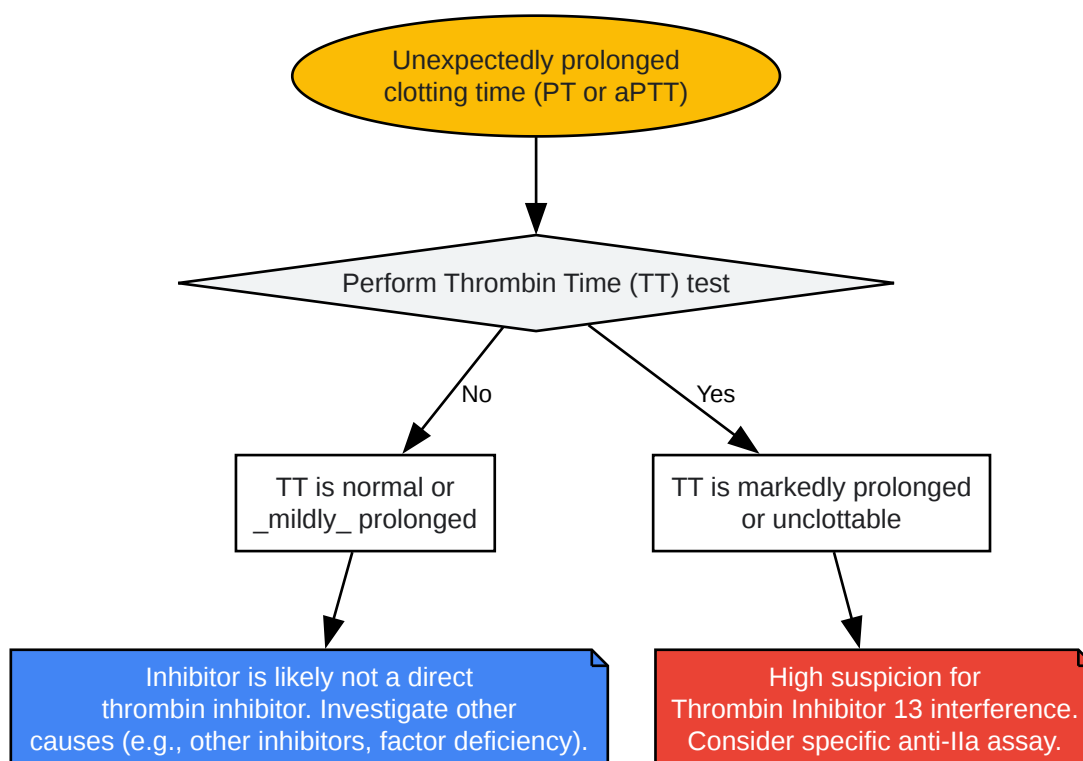 Unexpectedly prolonged
clotting time (PT or aPTT)
Perform Thrombin Time (TT) test
No
Yes
TT is normal or
_mildly_ prolonged
TT is markedly prolonged
or unclottable
Inhibitor is likely not a direct
thrombin inhibitor. Investigate other
causes (e.g., other inhibitors, factor deficiency).
High suspicion for
Thrombin Inhibitor 13 interference.
Consider specific anti-IIa assay.